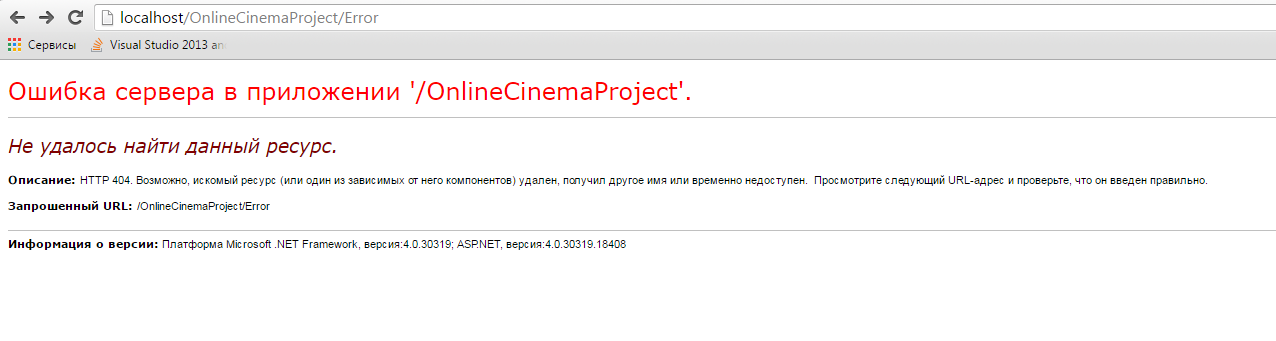 localhost/OnlineCinemaProject/Error
Сервисы Visual Studio 2013 an
Ошибка сервера в приложении '/OnlineCinemaProject'.
Не удалось найти данный ресурс.
Описание: HTTP 404. Возможно, искомый ресурс (или один из зависимых от него компонентов) удален, получил другое имя или временно недоступен. Просмотрите следующий URL-адрес и проверьте, что он введен правильно.
Запрошенный URL: /OnlineCinemaProject/Error
Информация о версии: Платформа Microsoft .NET Framework, версия:4.0.30319; ASP.NET, версия:4.0.30319.18408